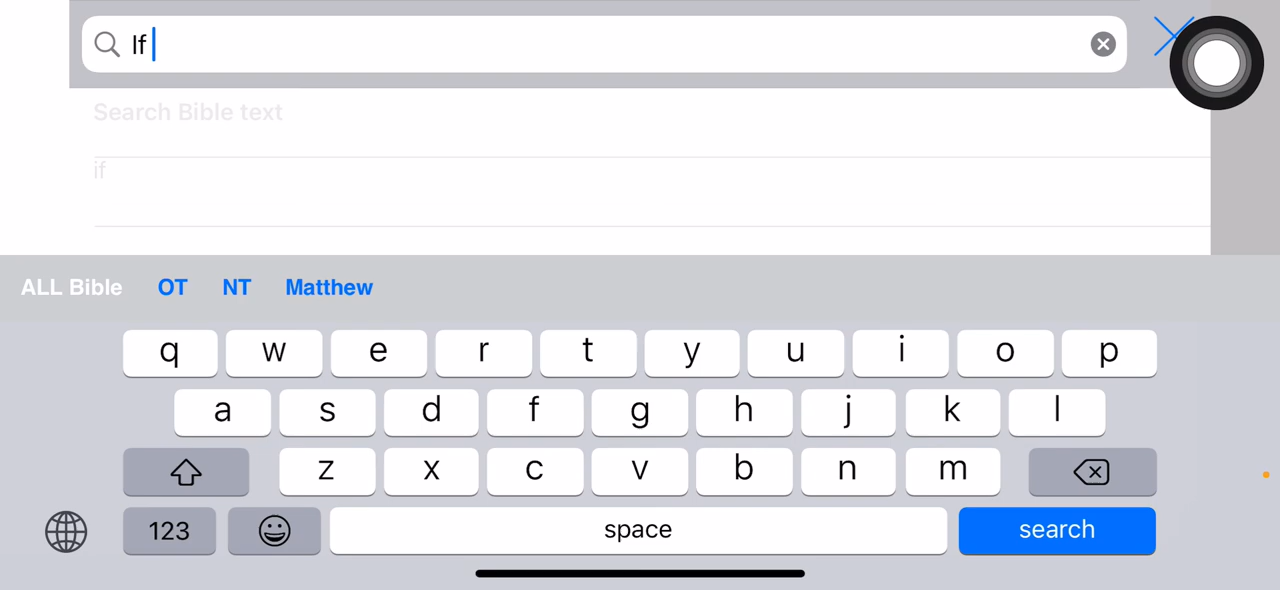 If
Search Bible text
if
ALL Bible OT NT Matthew
q w e r t y u i o p
a s d f g h j k l
z x c v b n m
123 space search